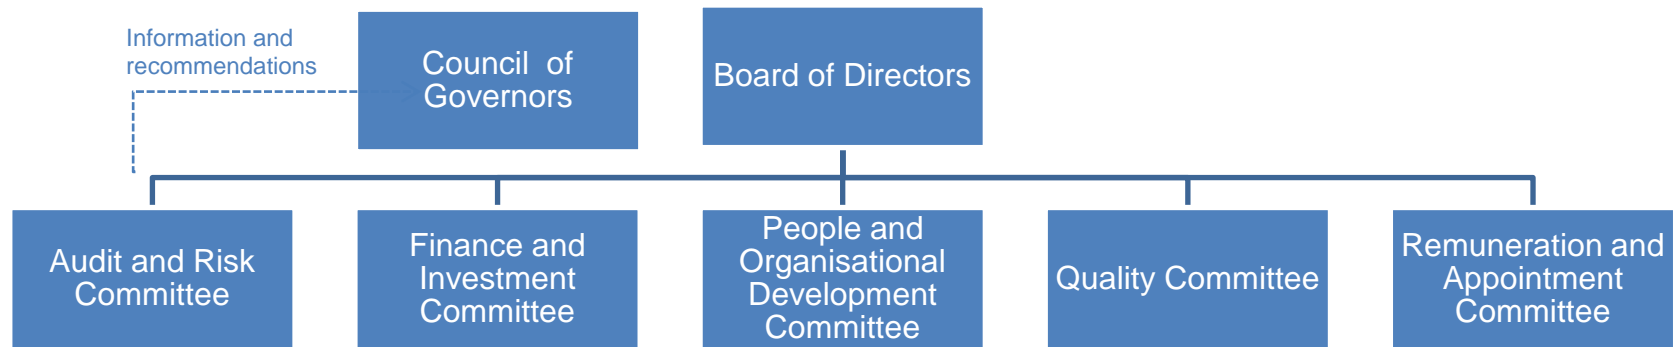 Information and
recommendations
Council of
Governors
Board of Directors
Audit and Risk
Committee
Finance and
Investment
Committee
People and
Organisational
Development
Committee
Quality Committee
Remuneration and
Appointment
Committee